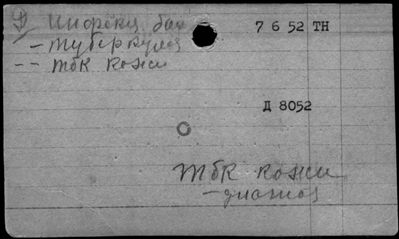 Инфекц. бол 7 6 52 ТН
– туберкулез
– – тбк кожи
Д 8052
тбк кожи
– диагноз